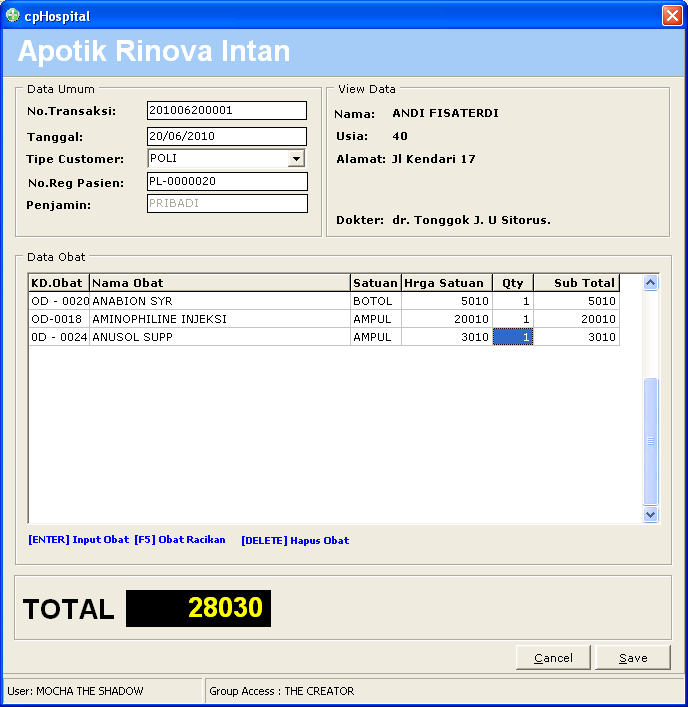 cpHospital
Apotik Rinova Intan
Data Umum
No.Transaksi: 201006200001
Tanggal: 20/06/2010
Tipe Customer: POLI
No.Reg Pasien: PL-0000020
Penjamin: PRIBADI
View Data
Nama: ANDI FISATERDI
Usia: 40
Alamat: Jl Kendari 17
Dokter: dr. Tonggok J. U Sitorus.
Data Obat
KD.Obat Nama Obat Satuan Hrga Satuan Qty Sub Total
OD - 0020 ANABION SYR BOTOL 5010 1 5010
OD-0018 AMINOPHILINE INJEKSI AMPUL 20010 1 20010
0D - 0024 ANUSOL SUPP AMPUL 3010 1 3010
[ENTER] Input Obat [F5] Obat Racikan [DELETE] Hapus Obat
TOTAL 28030
Cancel Save
User: MOCHA THE SHADOW Group Access : THE CREATOR